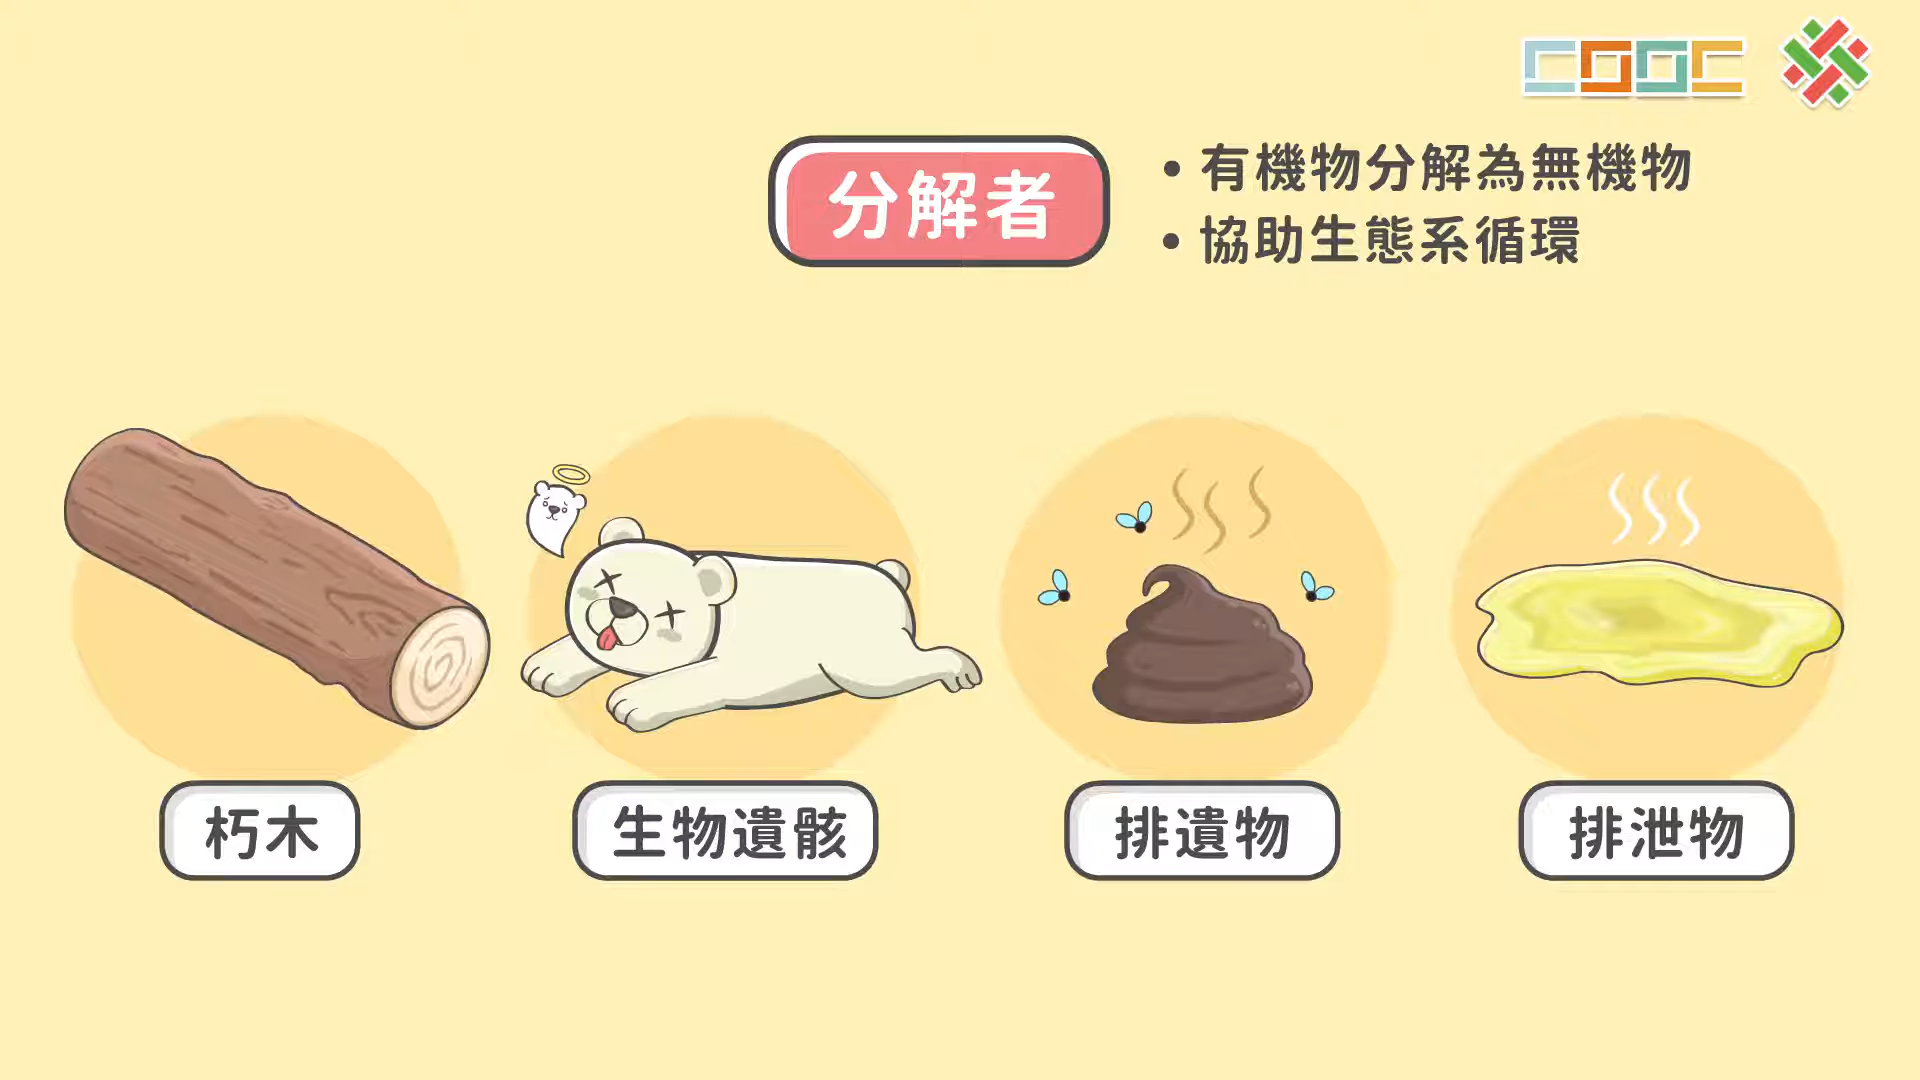 COOC
分解者
• 有機物分解為無機物
• 協助生態系循環
朽木
生物遺骸
排遺物
排泄物